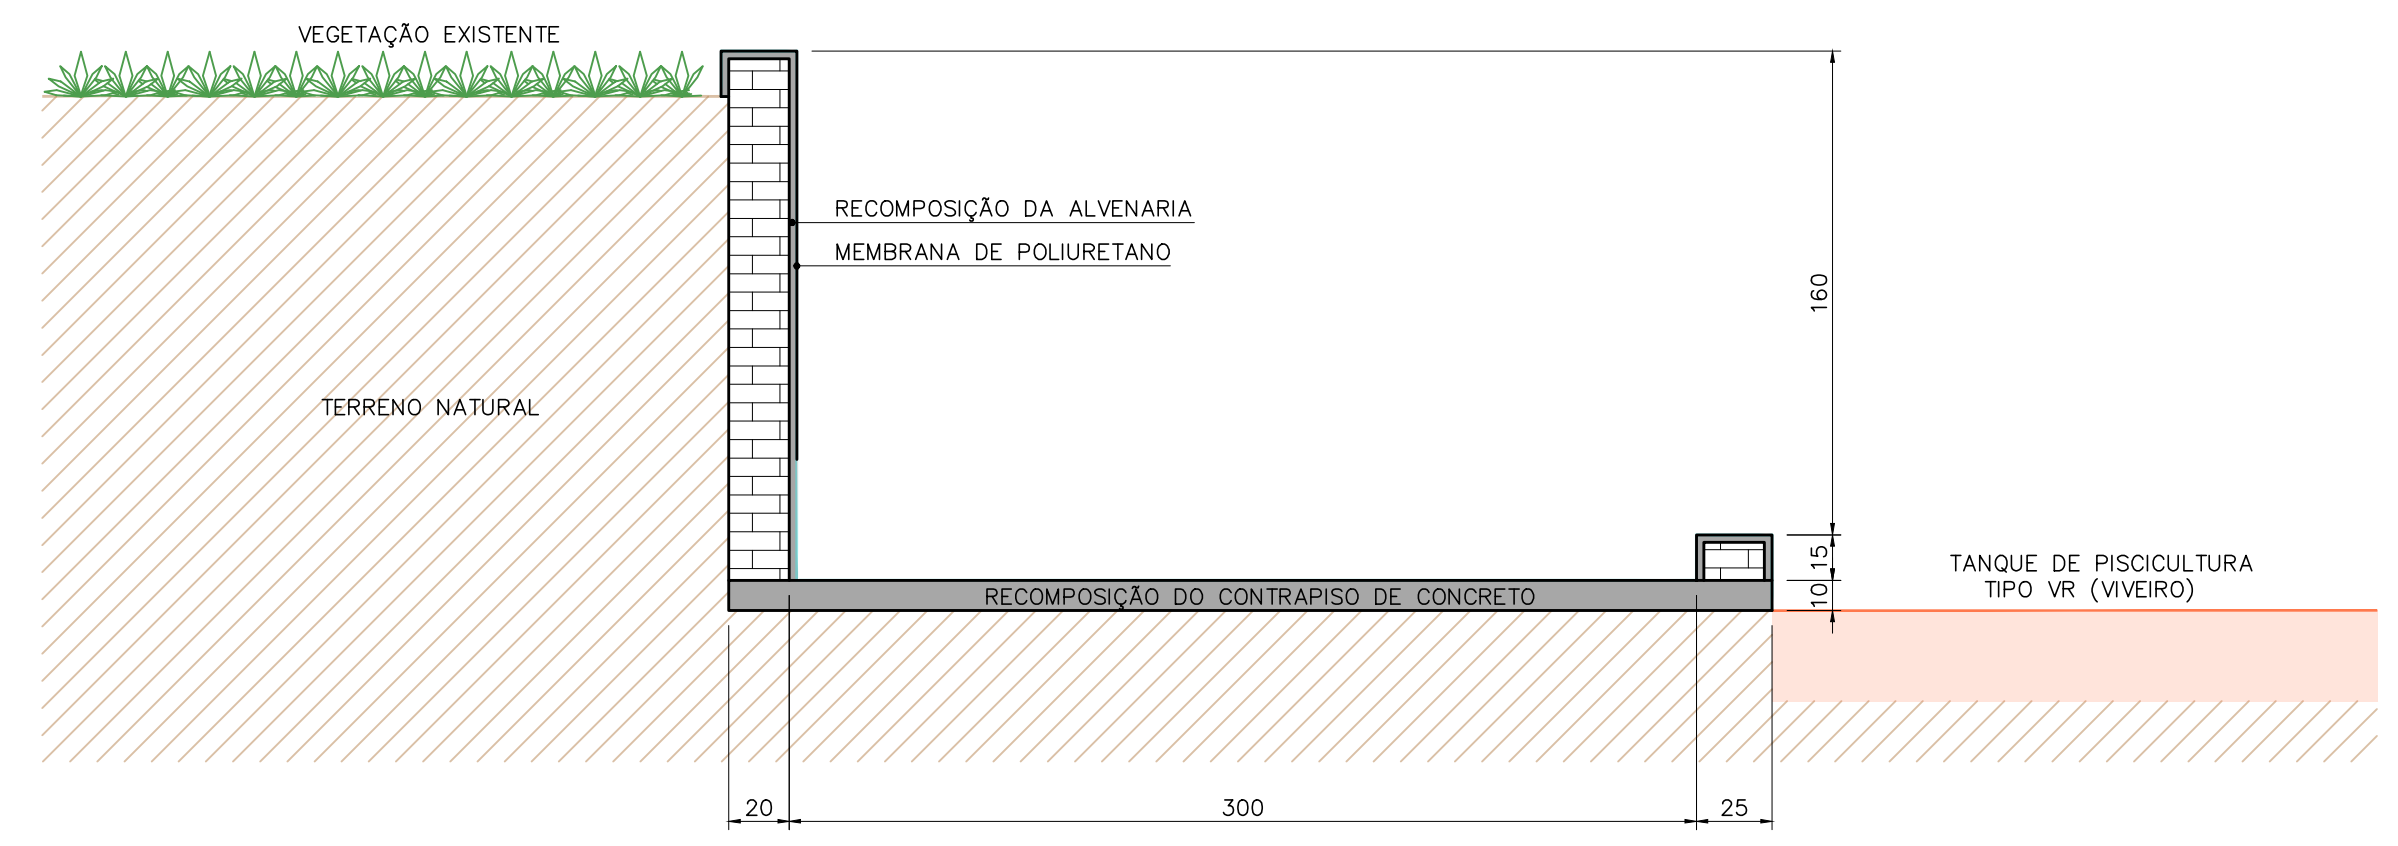 VEGETAÇÃO EXISTENTE
RECOMPOSIÇÃO DA ALVENARIA
MEMBRANA DE POLIURETANO
160
TERRENO NATURAL
15
TANQUE DE PISCICULTURA
TIPO VR (VIVEIRO)
RECOMPOSIÇÃO DO CONTRAPISO DE CONCRETO
10
20
300
25